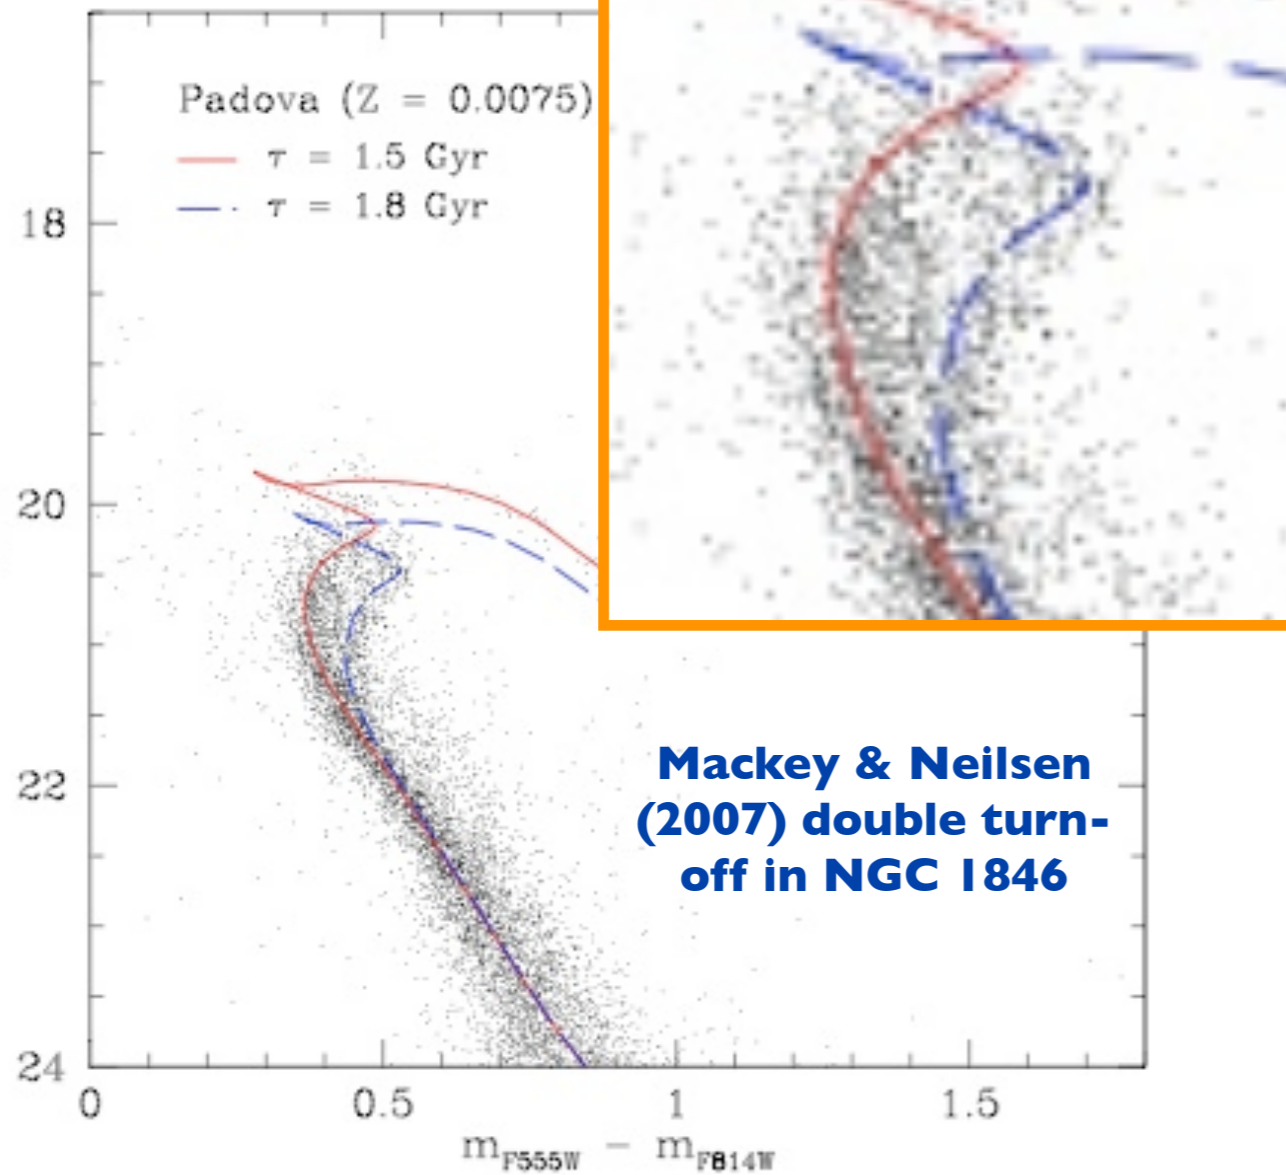 Padova (Z = 0.0075)
τ = 1.5 Gyr
τ = 1.8 Gyr
18
20
22
24
Mackey & Neilsen
(2007) double turn-
off in NGC 1846
0 0.5 1 1.5
m_F555W − m_F814W